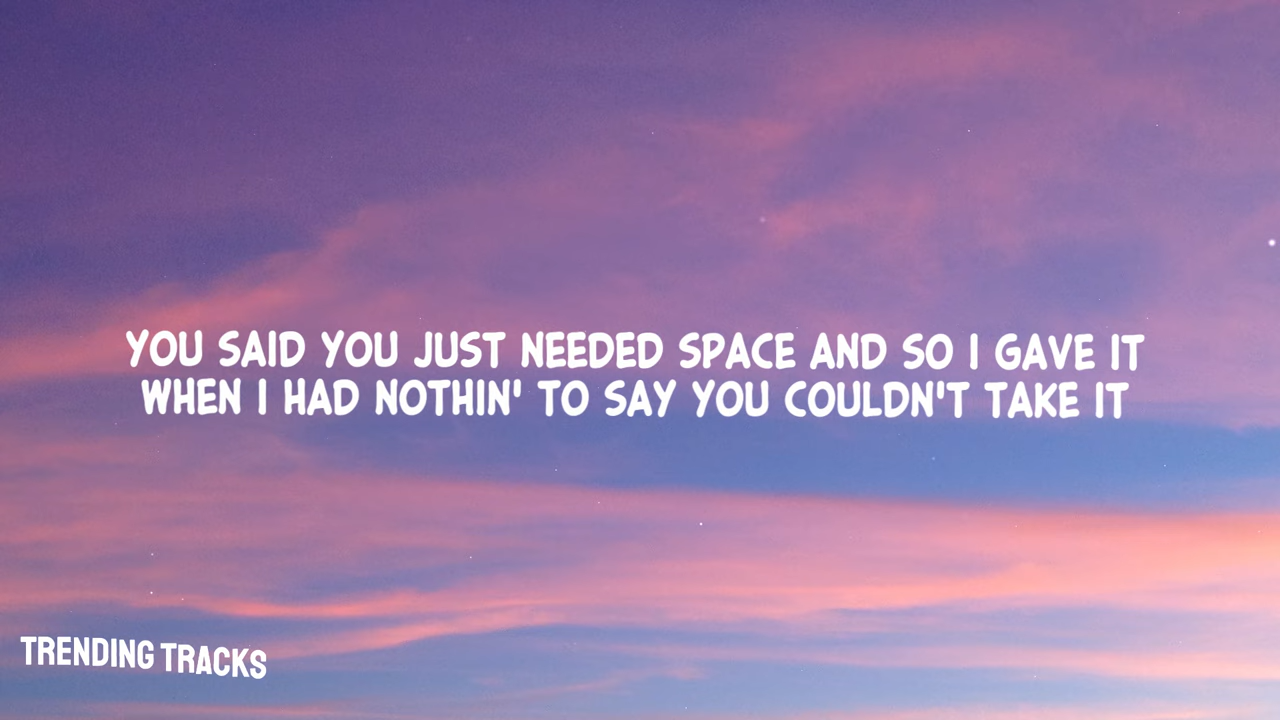 YOU SAID YOU JUST NEEDED SPACE AND SO I GAVE IT
WHEN I HAD NOTHIN' TO SAY YOU COULDN'T TAKE IT
TRENDING TRACKS